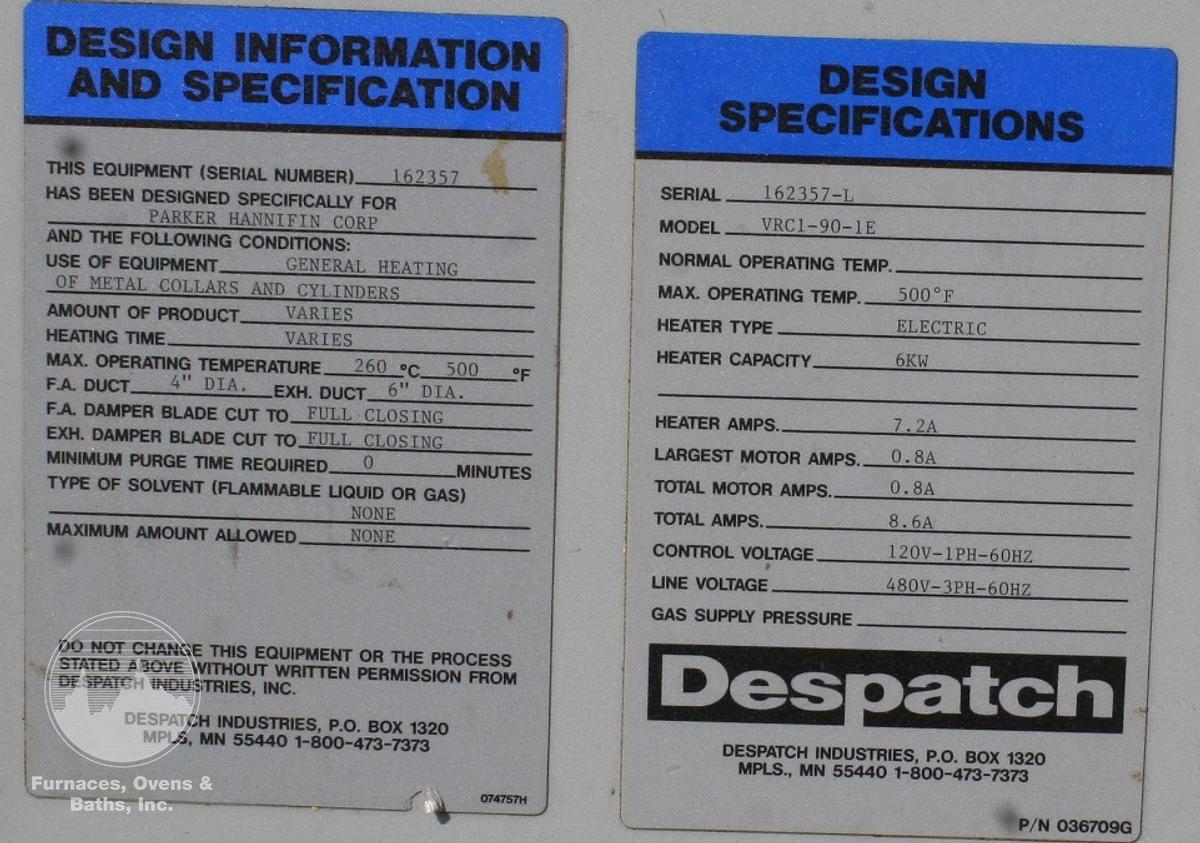 DESIGN INFORMATION
AND SPECIFICATION
THIS EQUIPMENT (SERIAL NUMBER) 162357
HAS BEEN DESIGNED SPECIFICALLY FOR
PARKER HANNIFIN CORP
AND THE FOLLOWING CONDITIONS:
USE OF EQUIPMENT GENERAL HEATING
OF METAL COLLARS AND CYLINDERS
AMOUNT OF PRODUCT VARIES
HEATING TIME VARIES
MAX. OPERATING TEMPERATURE 260 °C 500 °F
F.A. DUCT 4" DIA. EXH. DUCT 6" DIA.
F.A. DAMPER BLADE CUT TO FULL CLOSING
EXH. DAMPER BLADE CUT TO FULL CLOSING
MINIMUM PURGE TIME REQUIRED 0 MINUTES
TYPE OF SOLVENT (FLAMMABLE LIQUID OR GAS)
NONE
MAXIMUM AMOUNT ALLOWED NONE
DO NOT CHANGE THIS EQUIPMENT OR THE PROCESS
STATED ABOVE WITHOUT WRITTEN PERMISSION FROM
DESPATCH INDUSTRIES, INC.
DESPATCH INDUSTRIES, P.O. BOX 1320
MPLS, MN 55440 1-800-473-7373
074757H
Furnaces, Ovens &
Baths, Inc.
DESIGN
SPECIFICATIONS
SERIAL 162357-L
MODEL VRC1-90-1E
NORMAL OPERATING TEMP.
MAX. OPERATING TEMP. 500°F
HEATER TYPE ELECTRIC
HEATER CAPACITY 6KW
HEATER AMPS. 7.2A
LARGEST MOTOR AMPS. 0.8A
TOTAL MOTOR AMPS. 0.8A
TOTAL AMPS. 8.6A
CONTROL VOLTAGE 120V-1PH-60HZ
LINE VOLTAGE 480V-3PH-60HZ
GAS SUPPLY PRESSURE
Despatch
DESPATCH INDUSTRIES, P.O. BOX 1320
MPLS., MN 55440 1-800-473-7373
P/N 036709G